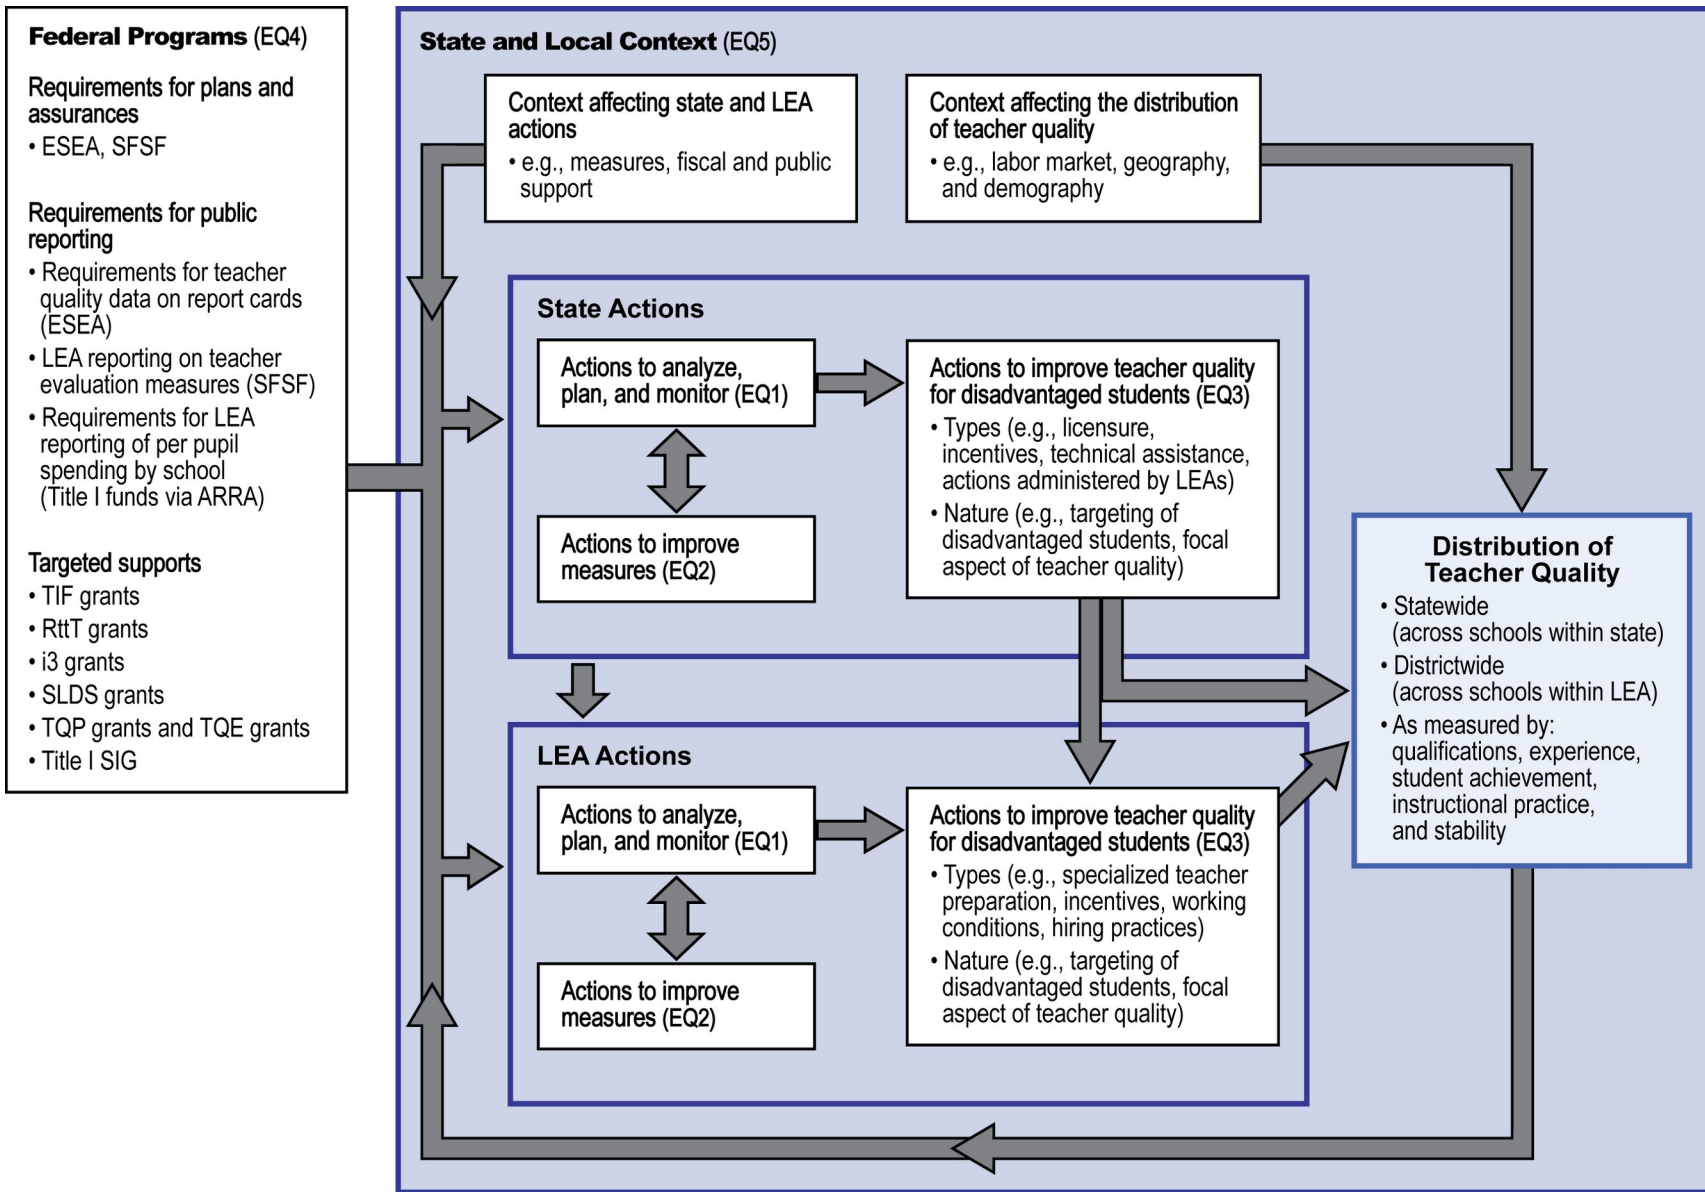 Federal Programs (EQ4)
Requirements for plans and
assurances
• ESEA, SFSF
Requirements for public
reporting
• Requirements for teacher
quality data on report cards
(ESEA)
• LEA reporting on teacher
evaluation measures (SFSF)
• Requirements for LEA
reporting of per pupil
spending by school
(Title I funds via ARRA)
Targeted supports
• TIF grants
• RttT grants
• i3 grants
• SLDS grants
• TQP grants and TQE grants
• Title I SIG
State and Local Context (EQ5)
Context affecting state and LEA
actions
• e.g., measures, fiscal and public
support
Context affecting the distribution
of teacher quality
• e.g., labor market, geography,
and demography
State Actions
Actions to analyze,
plan, and monitor (EQ1)
Actions to improve
measures (EQ2)
Actions to improve teacher quality
for disadvantaged students (EQ3)
• Types (e.g., licensure,
incentives, technical assistance,
actions administered by LEAs)
• Nature (e.g., targeting of
disadvantaged students, focal
aspect of teacher quality)
LEA Actions
Actions to analyze,
plan, and monitor (EQ1)
Actions to improve
measures (EQ2)
Actions to improve teacher quality
for disadvantaged students (EQ3)
• Types (e.g., specialized teacher
preparation, incentives, working
conditions, hiring practices)
• Nature (e.g., targeting of
disadvantaged students, focal
aspect of teacher quality)
Distribution of
Teacher Quality
• Statewide
(across schools within state)
• Districtwide
(across schools within LEA)
• As measured by:
qualifications, experience,
student achievement,
instructional practice,
and stability